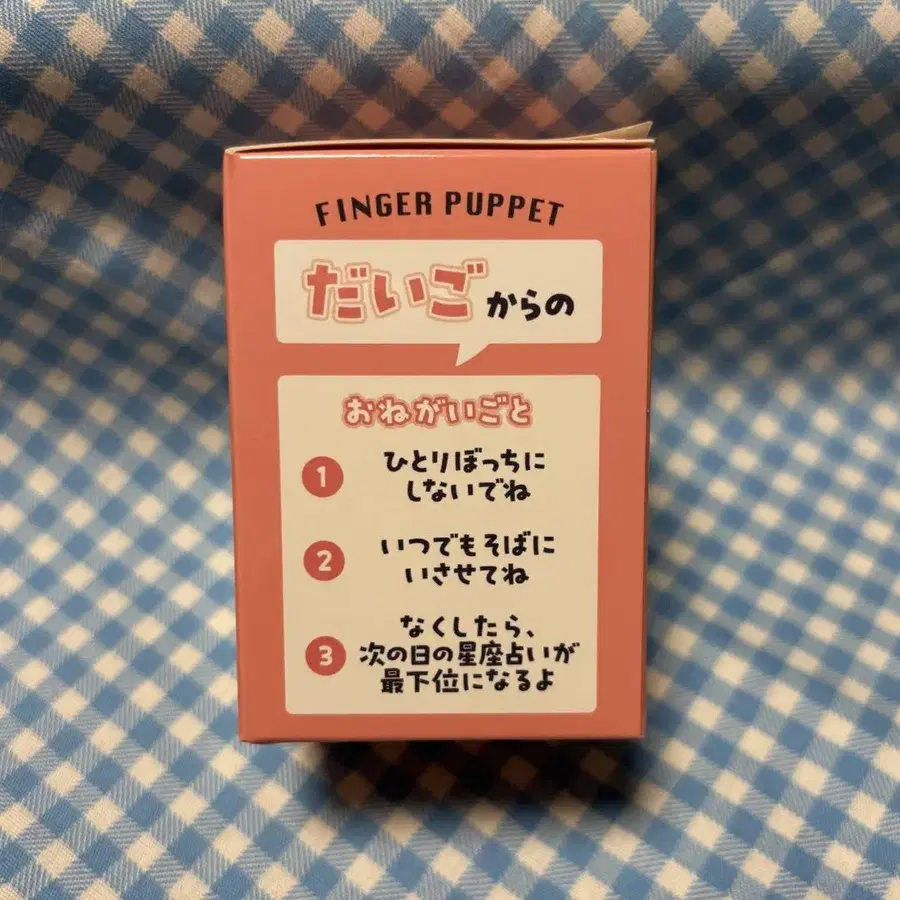 FINGER PUPPET
だいごからの
おねがいごと
1 ひとりぼっちに
しないでね
2 いつでもそばに
いさせてね
3 なくしたら、
次の日の星座占いが
最下位になるよ